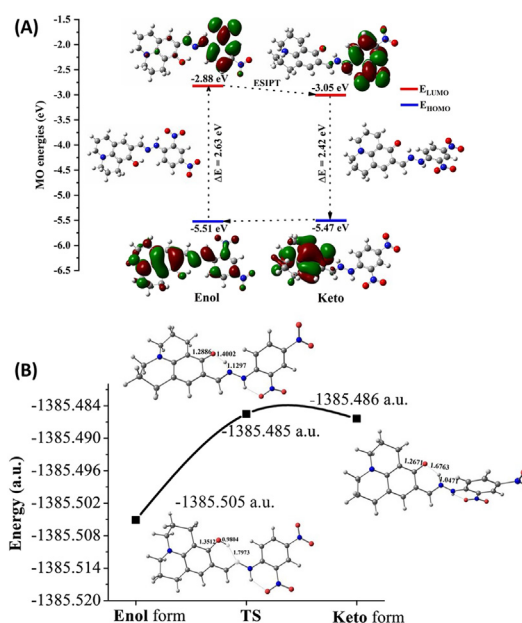 (A)
-1.5
-2.0
-2.5
-3.0
-3.5
-4.0
-4.5
-5.0
-5.5
-6.0
-6.5
MO energies (eV)
-2.88 eV
ESIPT
-3.05 eV
E LUMO
E HOMO
ΔE = 2.63 eV
ΔE = 2.42 eV
-5.51 eV
-5.47 eV
Enol
Keto
(B)
-1385.484
-1385.490
-1385.496
-1385.502
-1385.508
-1385.514
-1385.520
Energy (a.u.)
1.2886
1.4002
1.1297
-1385.486 a.u.
-1385.485 a.u.
1.2671
1.6763
1.0471
-1385.505 a.u.
1.3512
0.9804
1.7973
Enol form
TS
Keto form